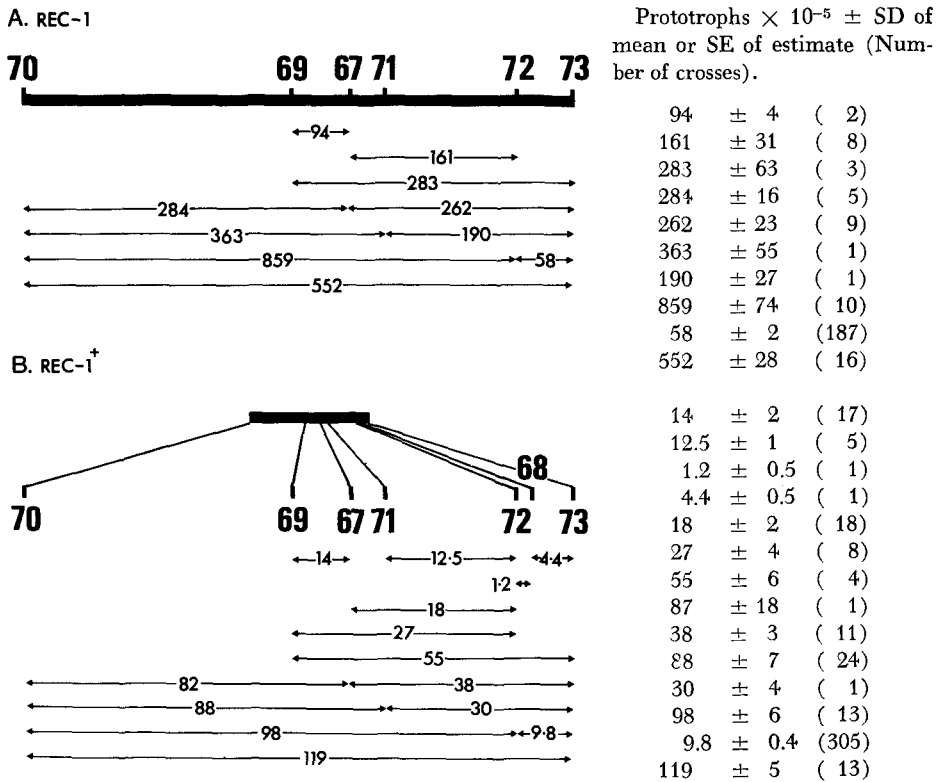 A. REC-1
70 69 67 71 72 73
94
161
283
284 262
363 190
859 58
552
Prototrophs × 10⁻⁵ ± SD of
mean or SE of estimate (Num-
ber of crosses).
94 ± 4 ( 2)
161 ± 31 ( 8)
283 ± 63 ( 3)
284 ± 16 ( 5)
262 ± 23 ( 9)
363 ± 55 ( 1)
190 ± 27 ( 1)
859 ± 74 ( 10)
58 ± 2 (187)
552 ± 28 ( 16)
B. REC-1⁺
68
70 69 67 71 72 73
14 12·5 4·4
1·2
18
27
55
82 38
88 30
98 9·8
119
14 ± 2 ( 17)
12.5 ± 1 ( 5)
1.2 ± 0.5 ( 1)
4.4 ± 0.5 ( 1)
18 ± 2 ( 18)
27 ± 4 ( 8)
55 ± 6 ( 4)
87 ± 18 ( 1)
38 ± 3 ( 11)
88 ± 7 ( 24)
30 ± 4 ( 1)
98 ± 6 ( 13)
9.8 ± 0.4 (305)
119 ± 5 ( 13)